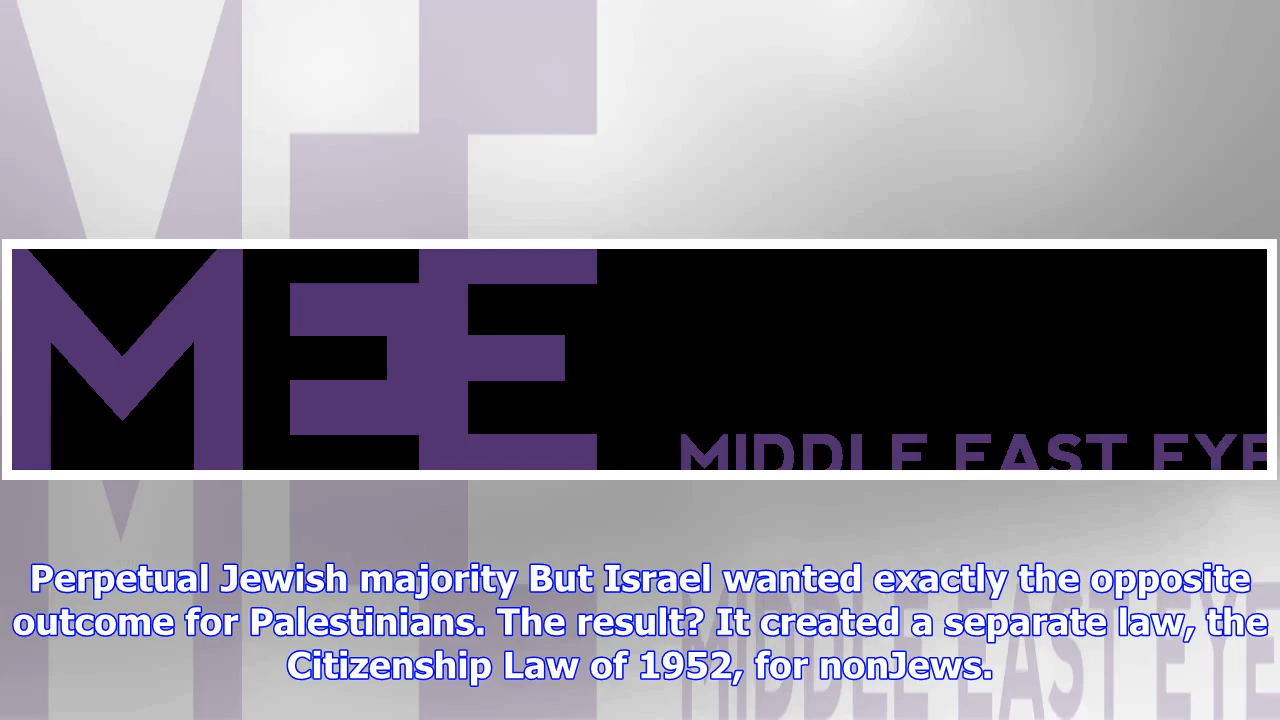 MEE
MIDDLE EAST EYE
Perpetual Jewish majority But Israel wanted exactly the opposite
outcome for Palestinians. The result? It created a separate law, the
Citizenship Law of 1952, for nonJews.